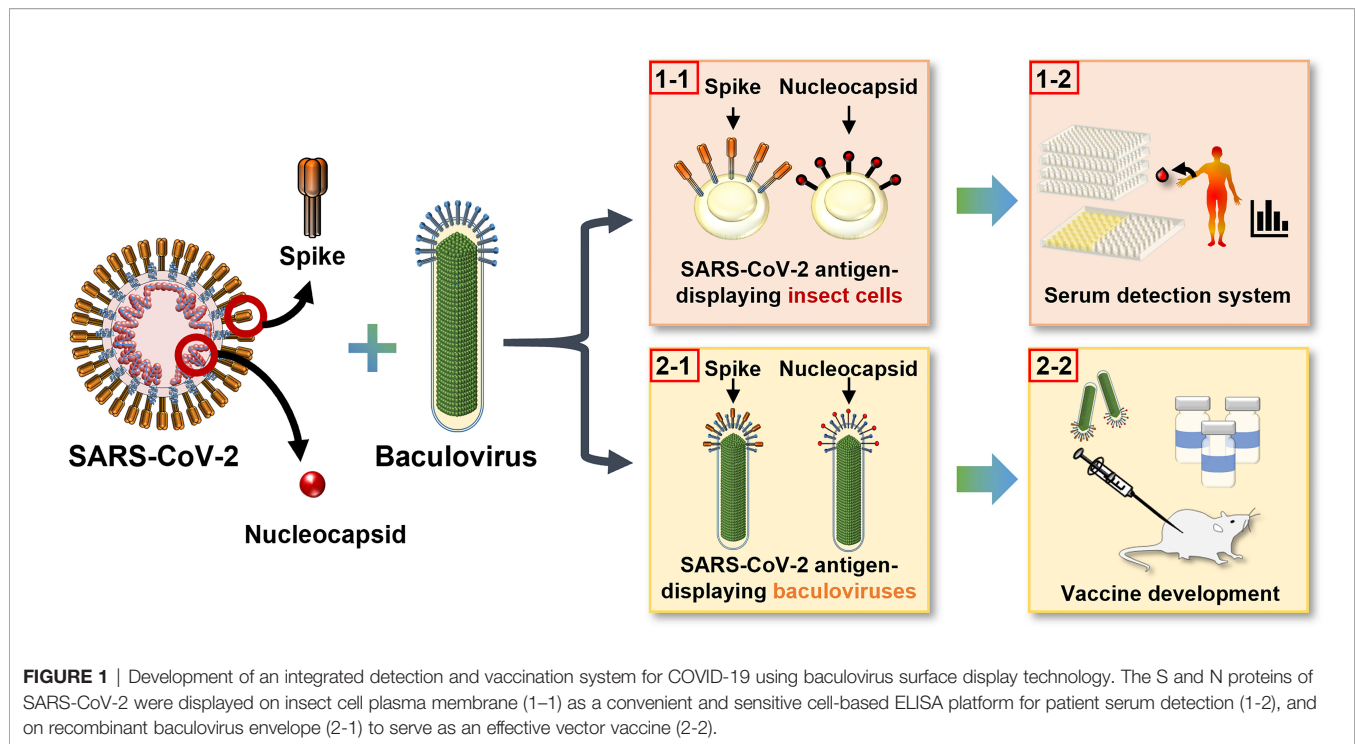 Spike
SARS-CoV-2
Nucleocapsid
Baculovirus
1-1
Spike
Nucleocapsid
SARS-CoV-2 antigen-
displaying insect cells
1-2
Serum detection system
2-1
Spike
Nucleocapsid
SARS-CoV-2 antigen-
displaying baculoviruses
2-2
Vaccine development
FIGURE 1 | Development of an integrated detection and vaccination system for COVID-19 using baculovirus surface display technology. The S and N proteins of
SARS-CoV-2 were displayed on insect cell plasma membrane (1–1) as a convenient and sensitive cell-based ELISA platform for patient serum detection (1-2), and
on recombinant baculovirus envelope (2-1) to serve as an effective vector vaccine (2-2).